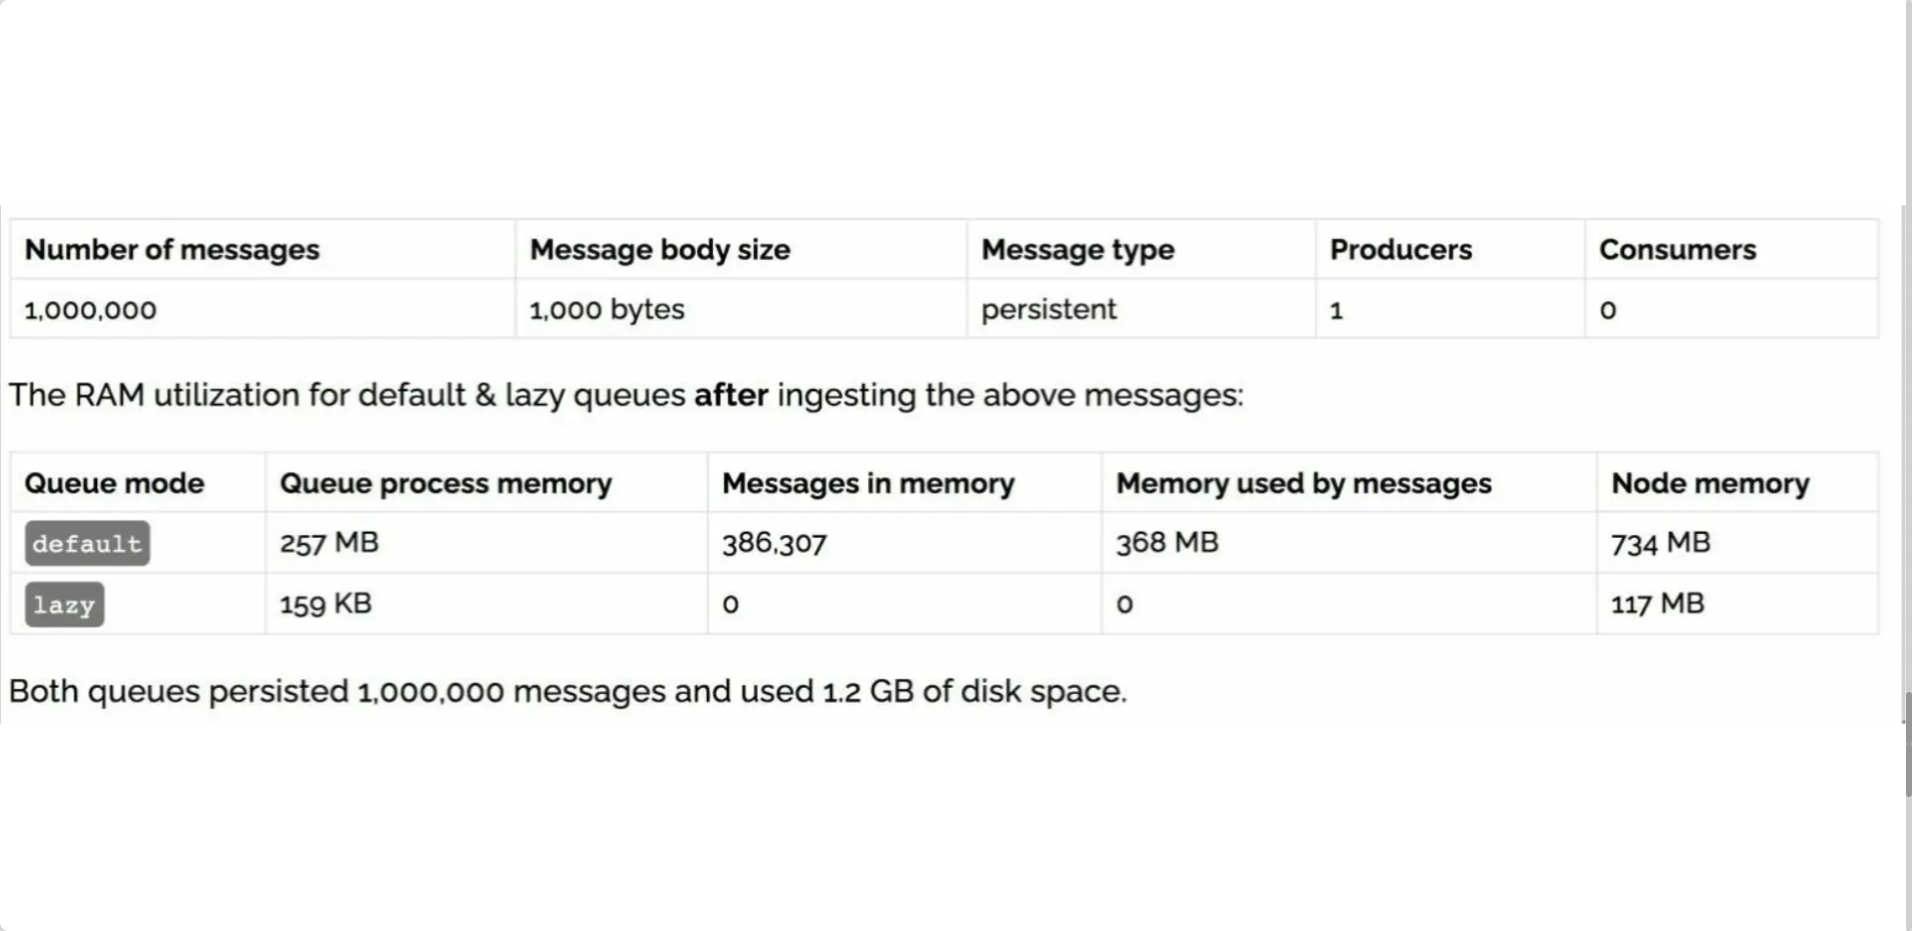 Number of messages Message body size Message type Producers Consumers
1,000,000 1,000 bytes persistent 1 0
The RAM utilization for default & lazy queues after ingesting the above messages:
Queue mode Queue process memory Messages in memory Memory used by messages Node memory
default 257 MB 386,307 368 MB 734 MB
lazy 159 KB 0 0 117 MB
Both queues persisted 1,000,000 messages and used 1.2 GB of disk space.